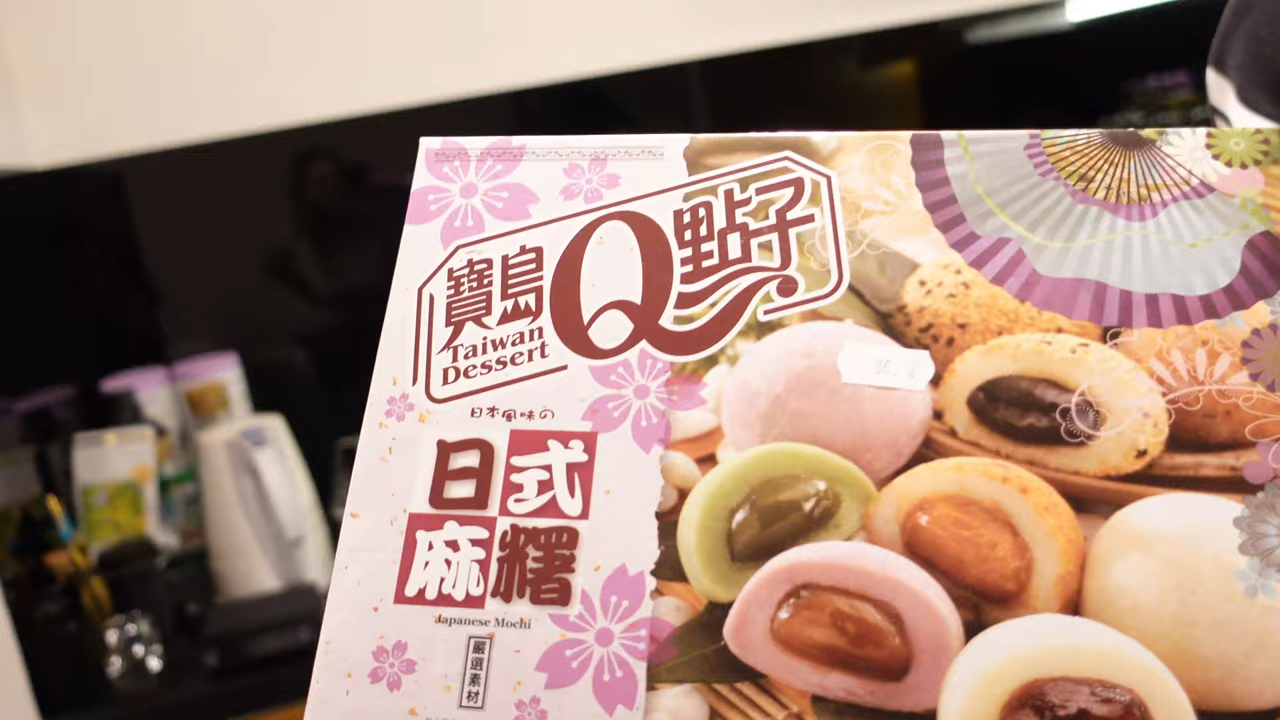 寶島Q點子
Taiwan
Dessert
日本風味の
日式
麻糬
Japanese Mochi
嚴選素材